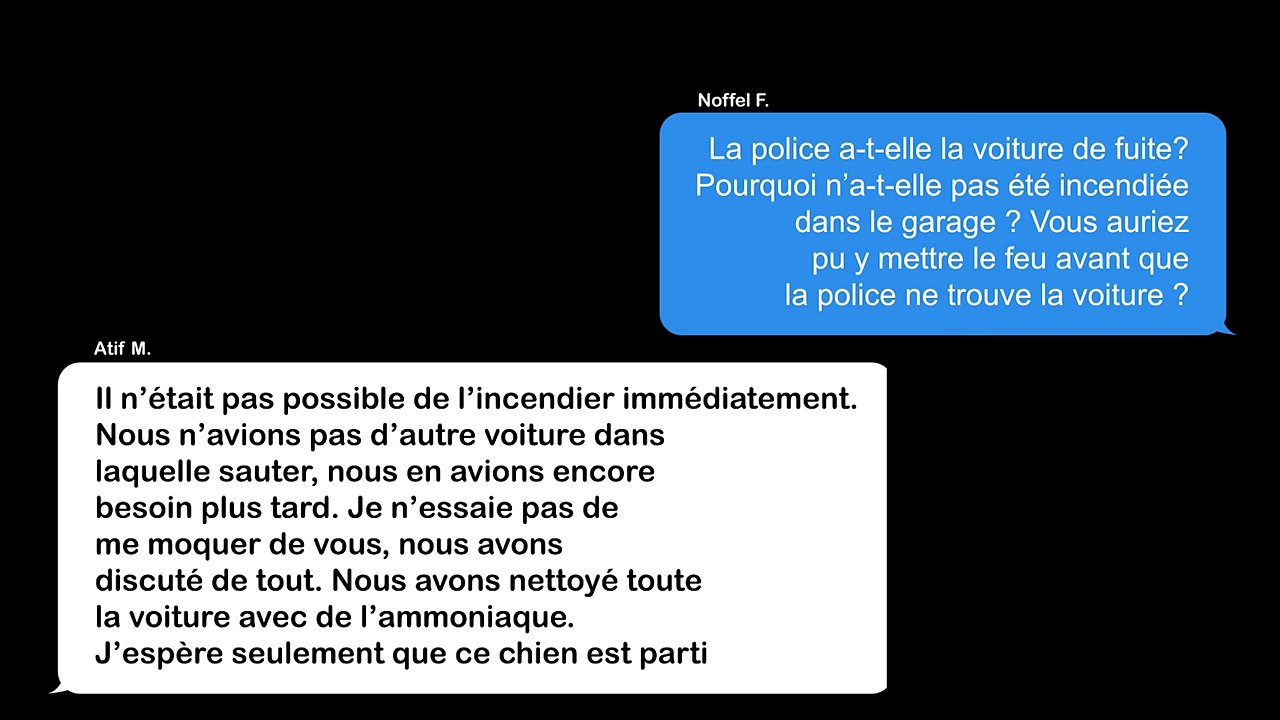 Noffel F.
La police a-t-elle la voiture de fuite?
Pourquoi n’a-t-elle pas été incendiée
dans le garage ? Vous auriez
pu y mettre le feu avant que
la police ne trouve la voiture ?
Atif M.
Il n’était pas possible de l’incendier immédiatement.
Nous n’avions pas d’autre voiture dans
laquelle sauter, nous en avions encore
besoin plus tard. Je n’essaie pas de
me moquer de vous, nous avons
discuté de tout. Nous avons nettoyé toute
la voiture avec de l’ammoniaque.
J’espère seulement que ce chien est parti